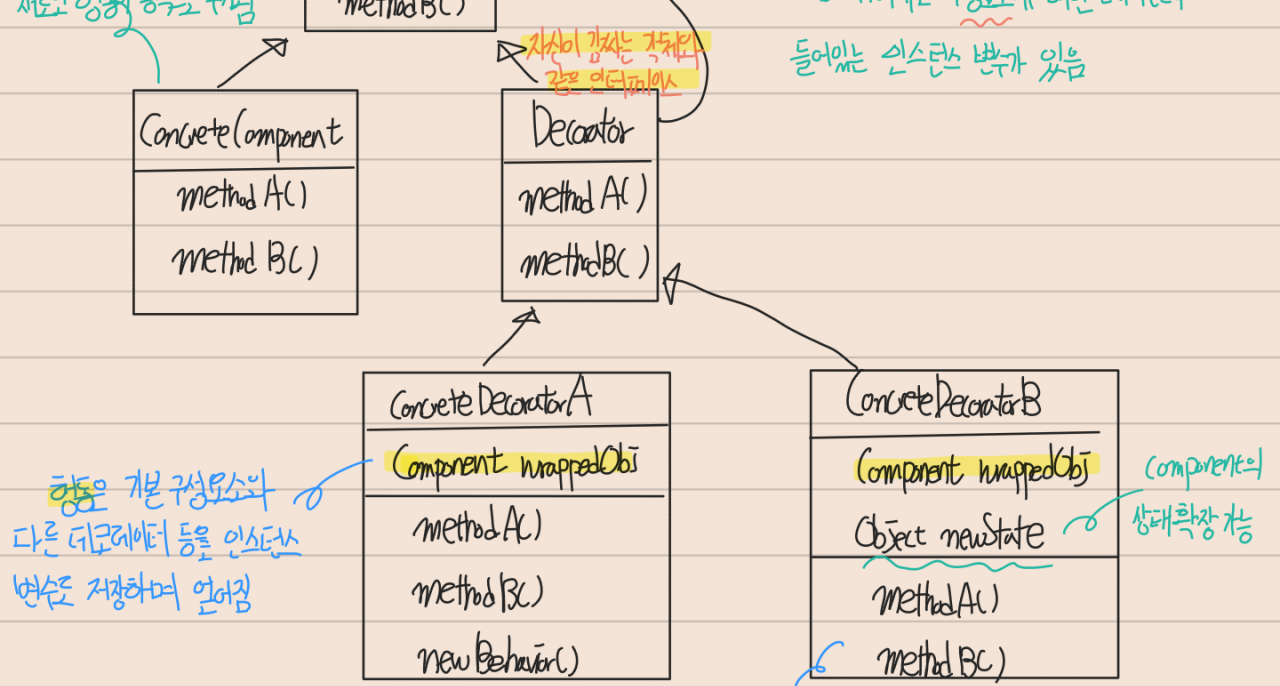 methodB()
들어있는 인스턴스 변수가 있음
자신이 감싸는 객체와
같은 인터페이스
ConcreteComponent
methodA()
methodB()
Decorator
methodA()
methodB()
ConcreteDecoratorA
Component wrappedObj
methodA()
methodB()
newBehavior()
행동은 기본 구성요소와
다른 데코레이터 등을 인스턴스
변수로 저장하며 얻어짐
ConcreteDecoratorB
Component wrappedObj
Object newState
methodA()
methodB()
Component의
상태확장 가능